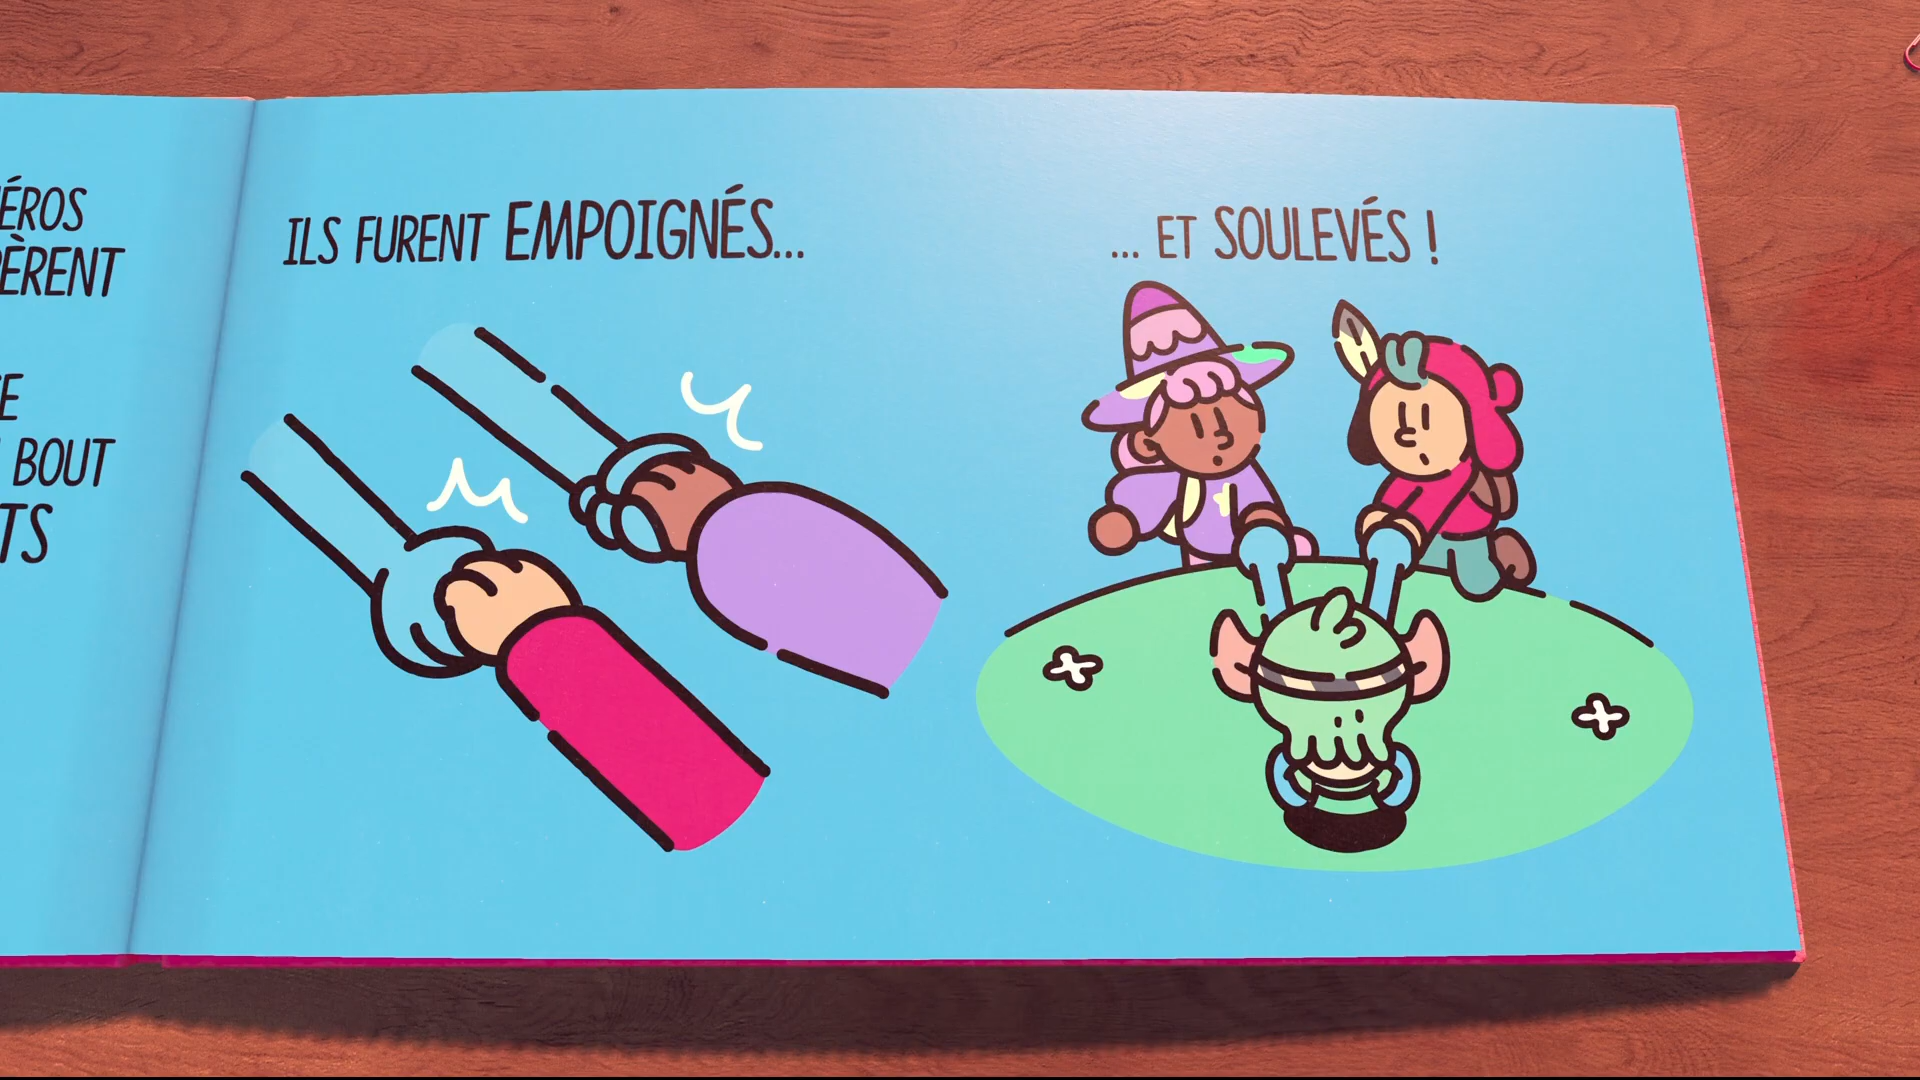 ÉROS
ÈRENT
E
BOUT
TS
ILS FURENT EMPOIGNÉS...
... ET SOULEVÉS !